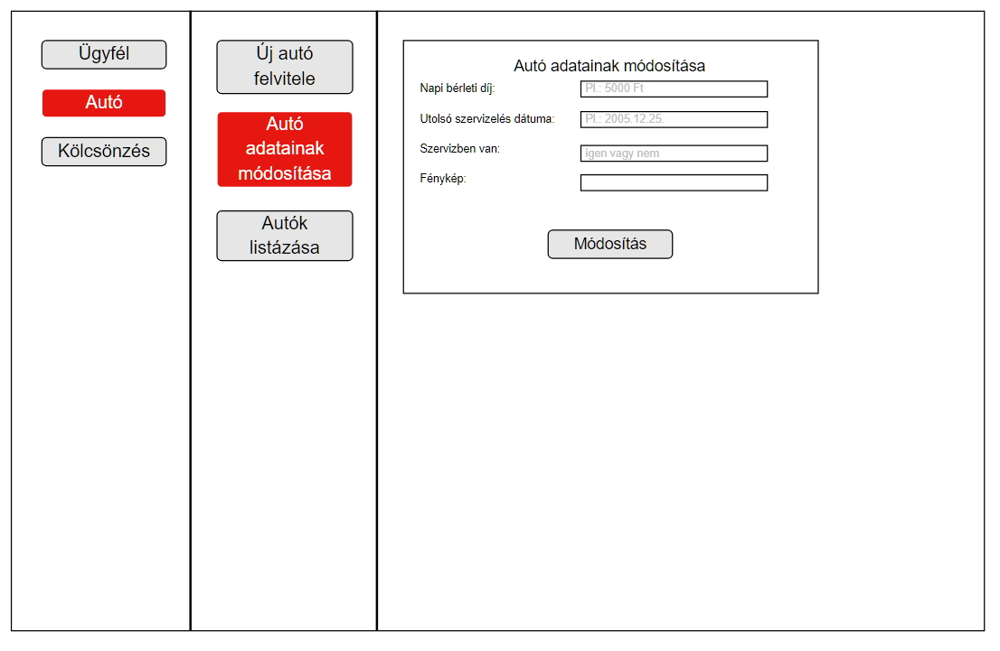 Ügyfél
Autó
Kölcsönzés
Új autó
felvitele
Autó
adatainak
módosítása
Autók
listázása
Autó adatainak módosítása
Napi bérleti díj:
Pl.: 5000 Ft
Utolsó szervizelés dátuma:
Pl.: 2005.12.25.
Szervizben van:
igen vagy nem
Fénykép:
Módosítás